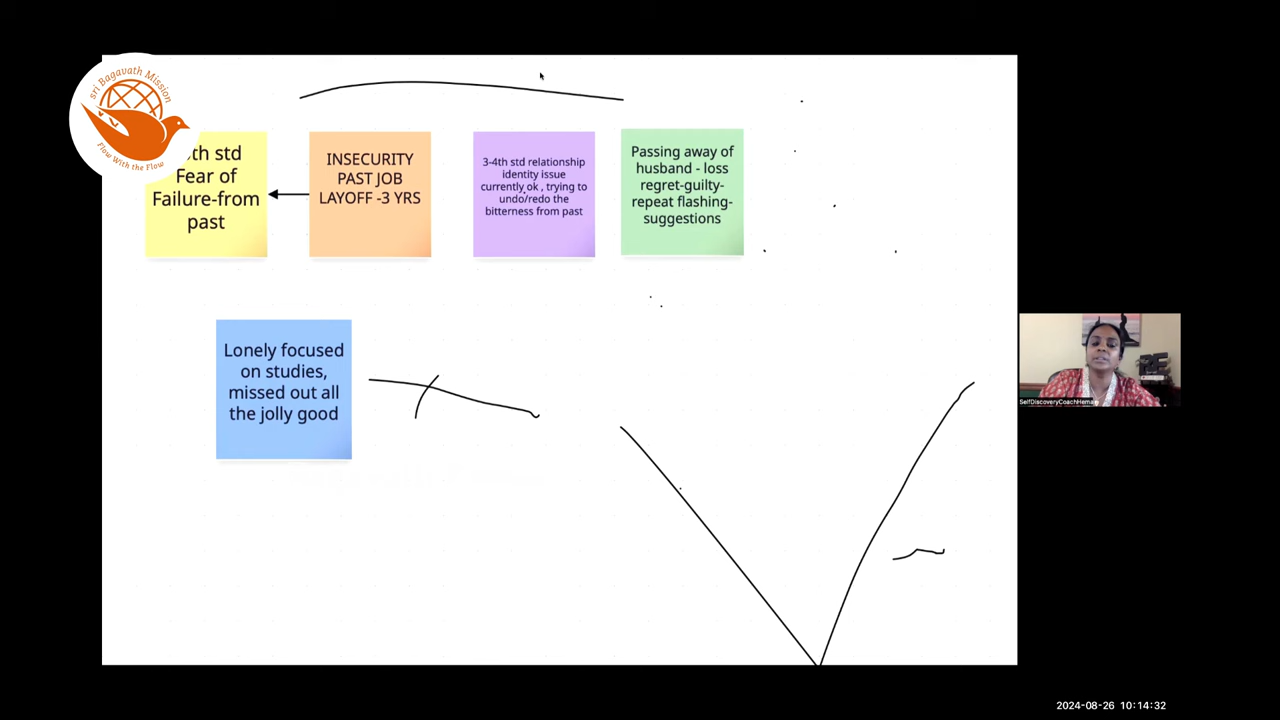 sri Bagavath Mission
Flow With the Flow
th std
Fear of
Failure-from
past
INSECURITY
PAST JOB
LAYOFF -3 YRS
3-4th std relationship
identity issue
currently ok , trying to
undo/redo the
bitterness from past
Passing away of
husband - loss
regret-guilty-
repeat flashing-
suggestions
Lonely focused
on studies,
missed out all
the jolly good
SelfDiscoveryCoachHema
2024-08-26 10:14:32